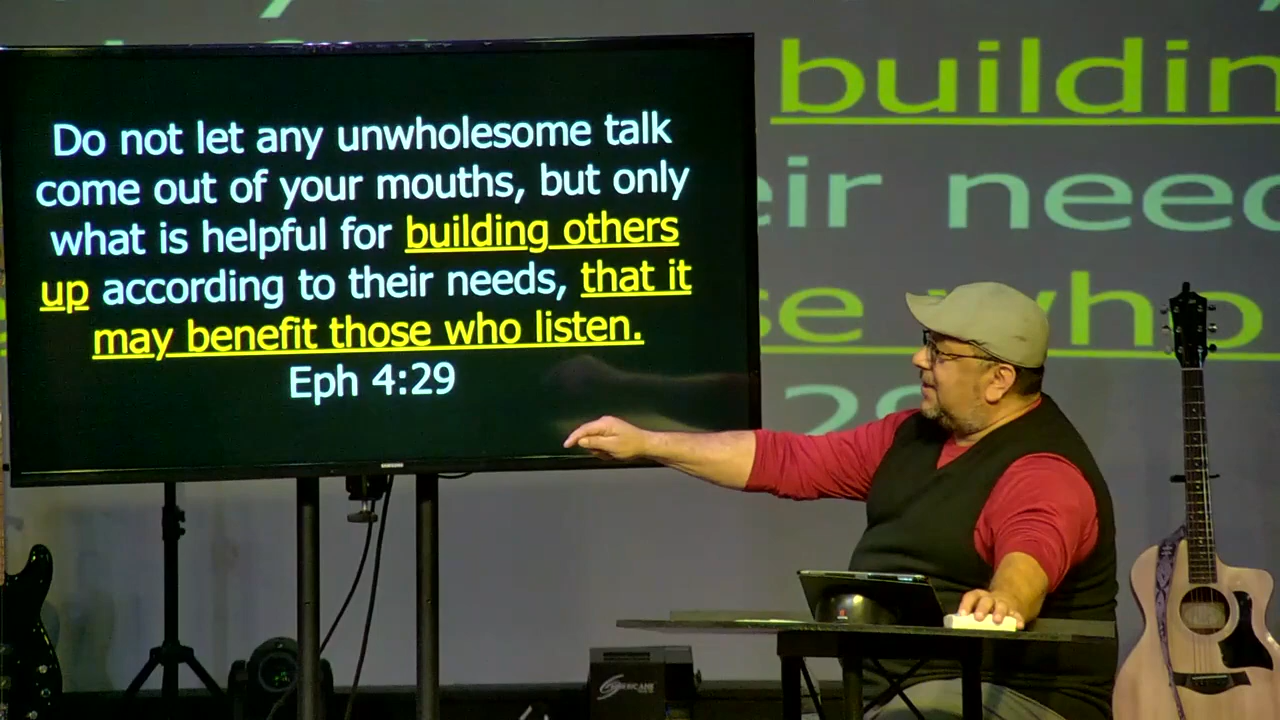 Do not let any unwholesome talk
come out of your mouths, but only
what is helpful for building others
up according to their needs, that it
may benefit those who listen.
Eph 4:29
buildin
eir need
se who
29